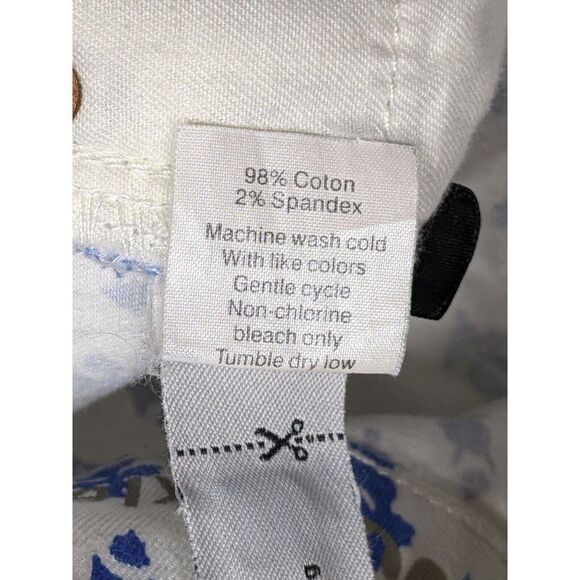 98% Coton
2% Spandex
Machine wash cold
With like colors
Gentle cycle
Non-chlorine
bleach only
Tumble dry low